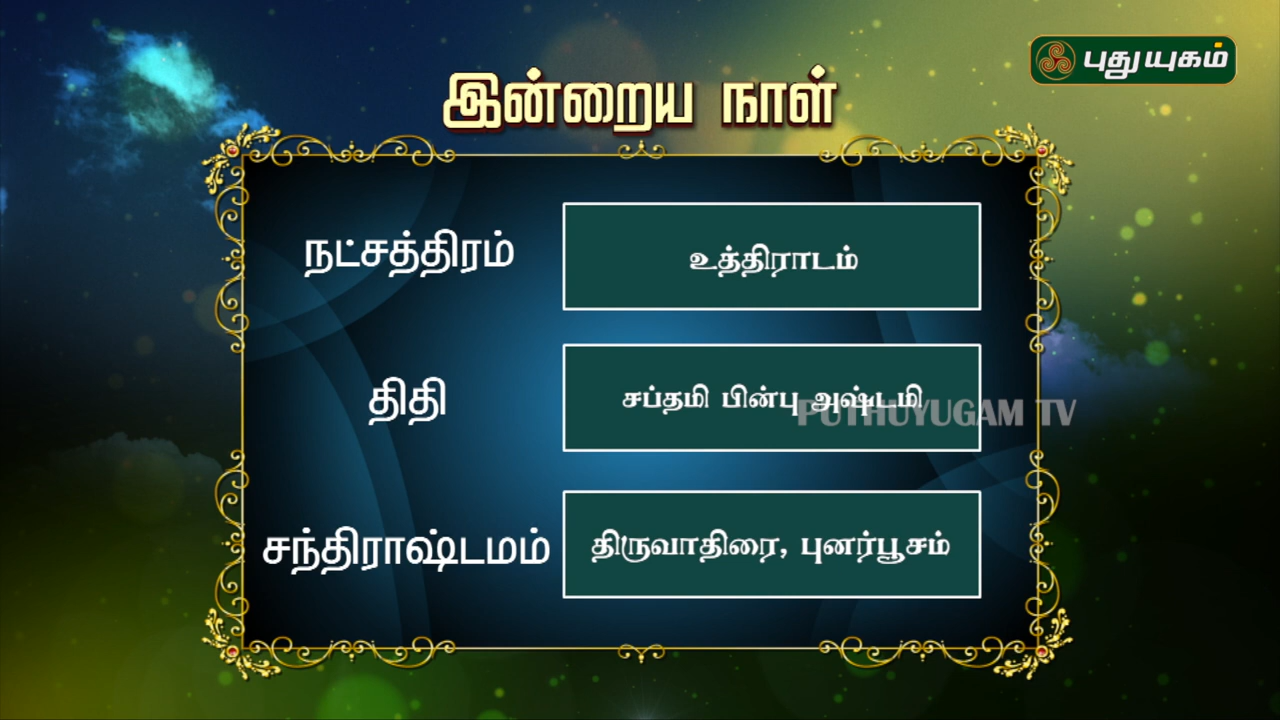 புதுயுகம்
இன்றைய நாள்
நட்சத்திரம் உத்திராடம்
திதி சப்தமி பின்பு அஷ்டமி
PUTHUYUGAM TV
சந்திராஷ்டமம் திருவாதிரை, புனர்பூசம்